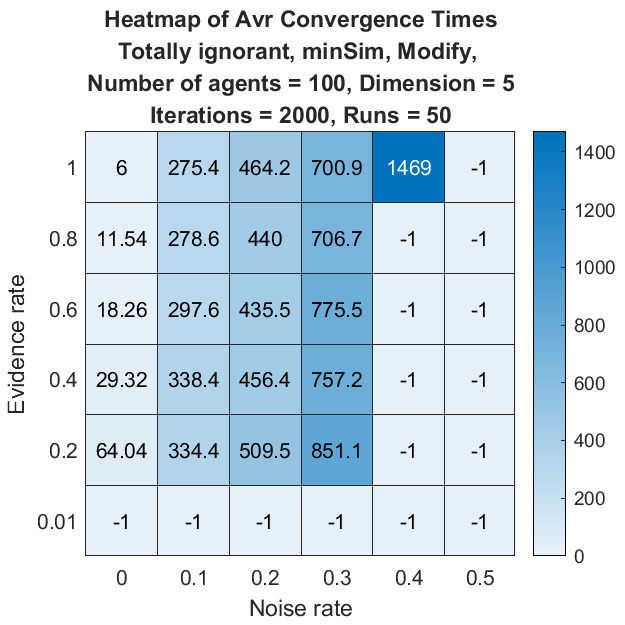 Heatmap of Avr Convergence Times
Totally ignorant, minSim, Modify,
Number of agents = 100, Dimension = 5
Iterations = 2000, Runs = 50
1 6 275.4 464.2 700.9 1469 -1
0.8 11.54 278.6 440 706.7 -1 -1
0.6 18.26 297.6 435.5 775.5 -1 -1
0.4 29.32 338.4 456.4 757.2 -1 -1
0.2 64.04 334.4 509.5 851.1 -1 -1
0.01 -1 -1 -1 -1 -1 -1
0 0.1 0.2 0.3 0.4 0.5
Noise rate
Evidence rate
1400
1200
1000
800
600
400
200
0